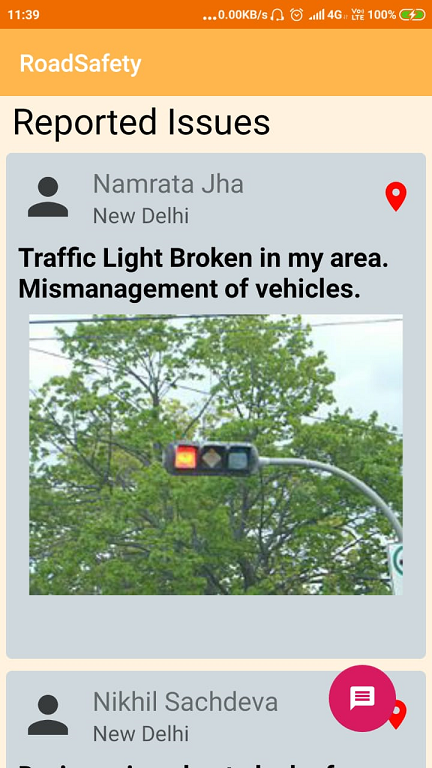 11:39
...0.00KB/s 4G Vo) LTE 100%
RoadSafety
Reported Issues
Namrata Jha
New Delhi
Traffic Light Broken in my area.
Mismanagement of vehicles.
Nikhil Sachdeva
New Delhi